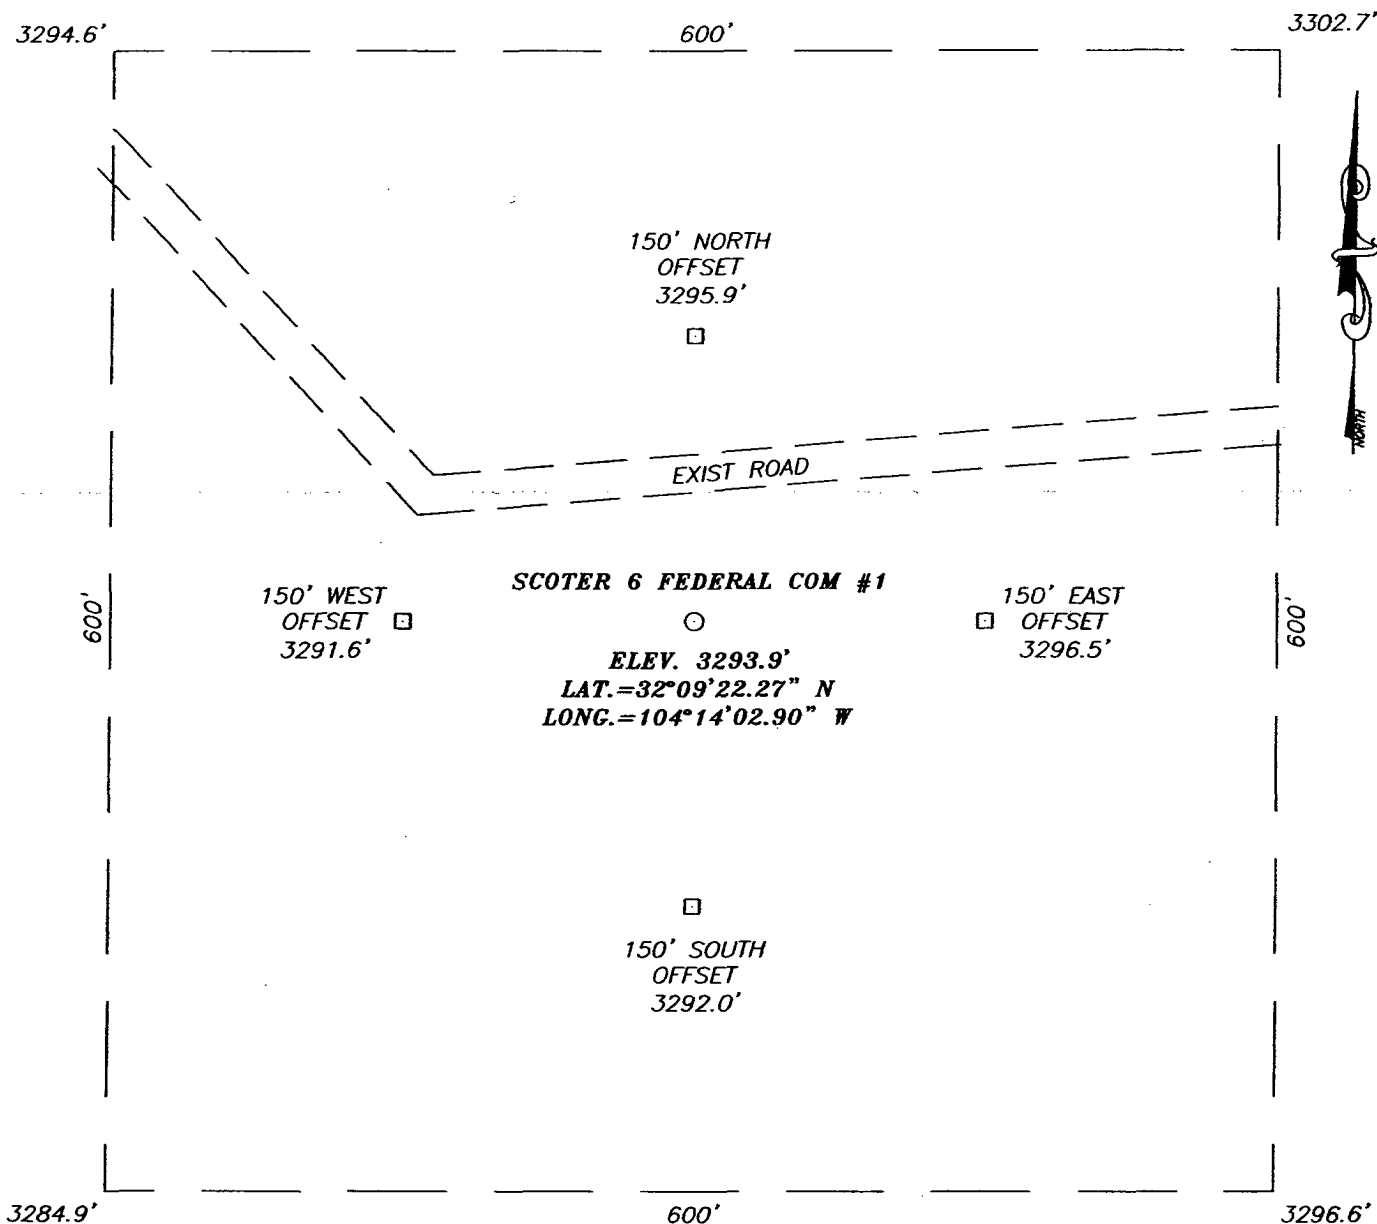 3294.6'
600'
3302.7'
150' NORTH
OFFSET
3295.9'
NORTH
EXIST ROAD
SCOTER 6 FEDERAL COM #1
600'
150' WEST
OFFSET
3291.6'
150' EAST
OFFSET
3296.5'
600'
ELEV. 3293.9'
LAT.=32°09'22.27" N
LONG.=104°14'02.90" W
150' SOUTH
OFFSET
3292.0'
3284.9'
600'
3296.6'